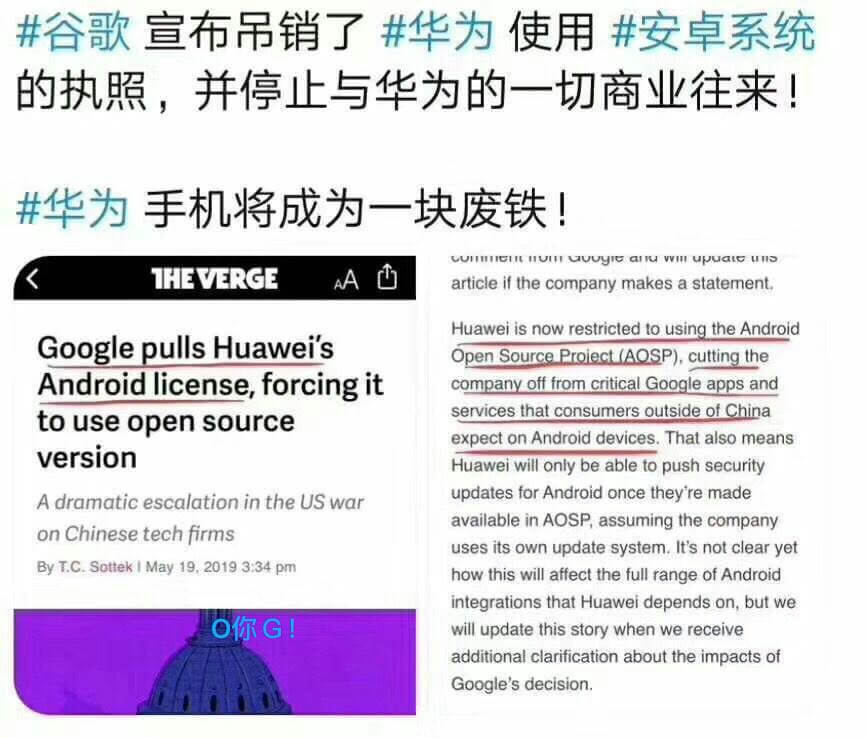 #谷歌 宣布吊销了 #华为 使用 #安卓系统
的执照，并停止与华为的一切商业往来！
#华为 手机将成为一块废铁！
THE VERGE AA
Google pulls Huawei’s
Android license, forcing it
to use open source
version
A dramatic escalation in the US war
on Chinese tech firms
By T.C. Sottek | May 19, 2019 3:34 pm
O你G！
comment from Google and will update this
article if the company makes a statement.
Huawei is now restricted to using the Android
Open Source Project (AOSP), cutting the
company off from critical Google apps and
services that consumers outside of China
expect on Android devices. That also means
Huawei will only be able to push security
updates for Android once they’re made
available in AOSP, assuming the company
uses its own update system. It’s not clear yet
how this will affect the full range of Android
integrations that Huawei depends on, but we
will update this story when we receive
additional clarification about the impacts of
Google’s decision.